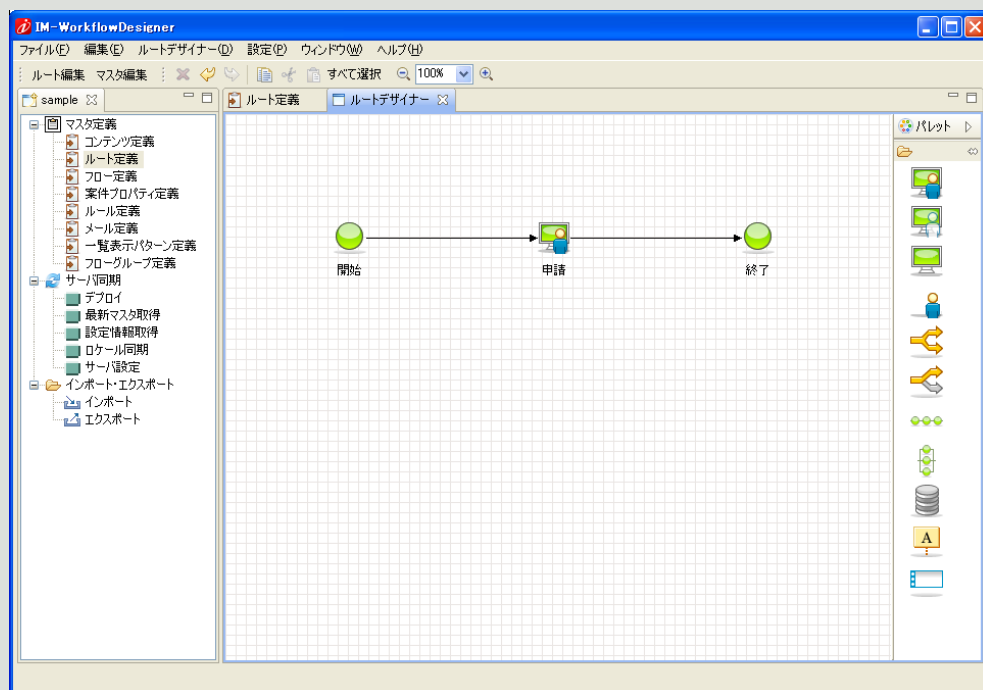 IM-WorkflowDesigner
ファイル(F) 編集(E) ルートデザイナー(D) 設定(P) ウィンドウ(W) ヘルプ(H)
ルート編集 マスタ編集 すべて選択 100%
sample
ルート定義 ルートデザイナー
パレット
マスタ定義
コンテンツ定義
ルート定義
フロー定義
案件プロパティ定義
ルール定義
メール定義
一覧表示パターン定義
フローグループ定義
サーバ同期
デプロイ
最新マスタ取得
設定情報取得
ロケール同期
サーバ設定
インポート・エクスポート
インポート
エクスポート
開始 申請 終了
A